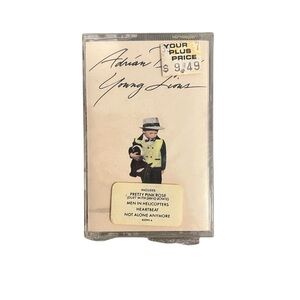 Adrian B
YOUR
PLUS
PRICE
$ 9.49
Young Lions
INCLUDES
PRETTY PINK ROSE
(DUET WITH DAVID BOWIE)
MEN IN HELICOPTERS
HEARTBEAT
NOT ALONE ANYMORE